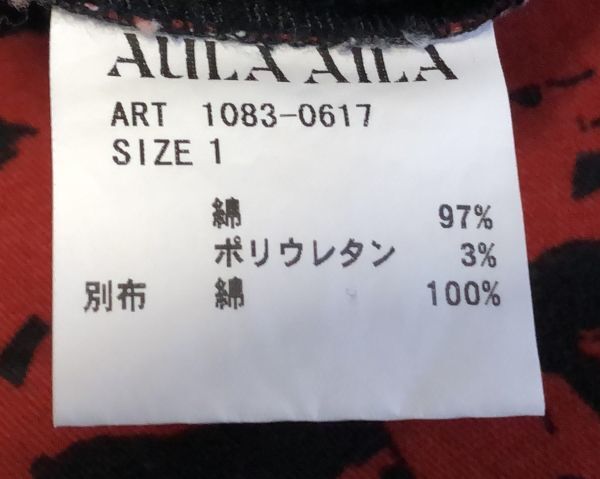 AULA AILA
ART 1083-0617
SIZE 1
綿 97%
ポリウレタン 3%
別布 綿 100%